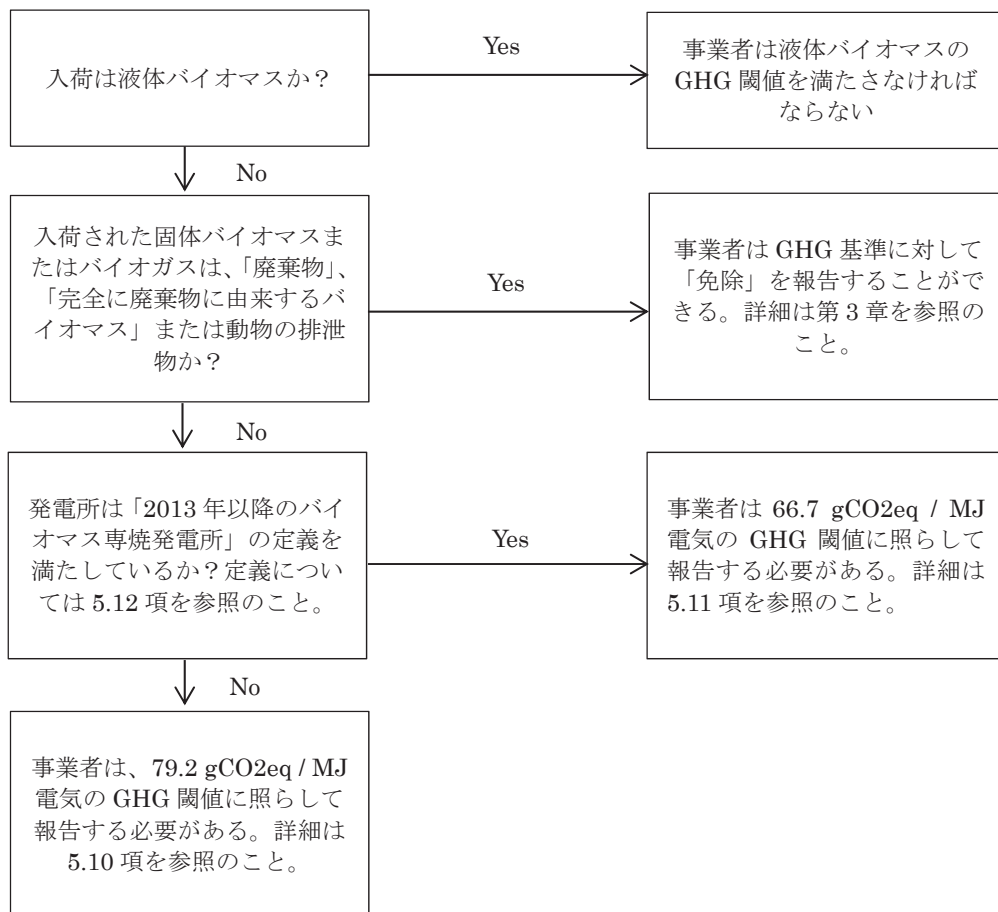 入荷は液体バイオマスか？
Yes
事業者は液体バイオマスの
GHG 閾値を満たさなければ
ならない
No
入荷された固体バイオマスま
たはバイオガスは、「廃棄物」、
「完全に廃棄物に由来するバ
イオマス」または動物の排泄
物か？
Yes
事業者は GHG 基準に対して
「免除」を報告することがで
きる。詳細は第 3 章を参照の
こと。
No
発電所は「2013 年以降のバイ
オマス専焼発電所」の定義を
満たしているか？定義につい
ては 5.12 項を参照のこと。
Yes
事業者は 66.7 gCO2eq / MJ
電気の GHG 閾値に照らして
報告する必要がある。詳細は
5.11 項を参照のこと。
No
事業者は、79.2 gCO2eq / MJ
電気の GHG 閾値に照らして
報告する必要がある。詳細は
5.10 項を参照のこと。